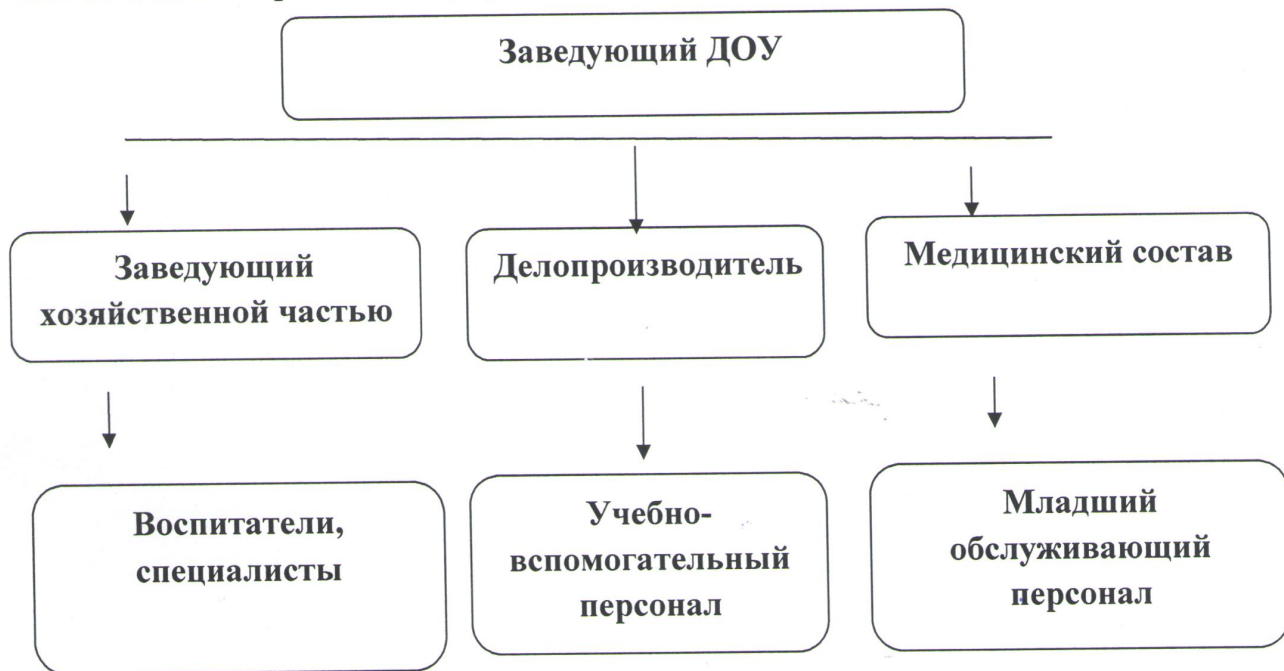 Заведующий ДОУ
Заведующий
хозяйственной частью
Делопроизводитель
Медицинский состав
Воспитатели,
специалисты
Учебно-
вспомогательный
персонал
Младший
обслуживающий
персонал